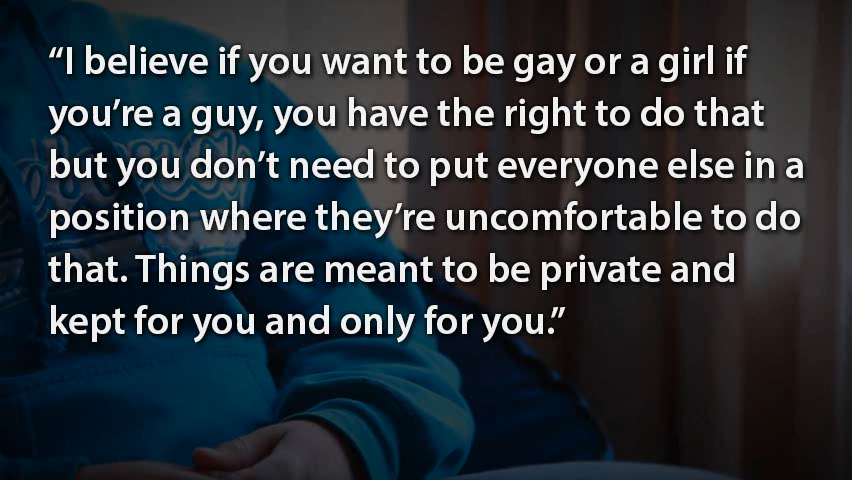 “I believe if you want to be gay or a girl if
you’re a guy, you have the right to do that
but you don’t need to put everyone else in a
position where they’re uncomfortable to do
that. Things are meant to be private and
kept for you and only for you.”